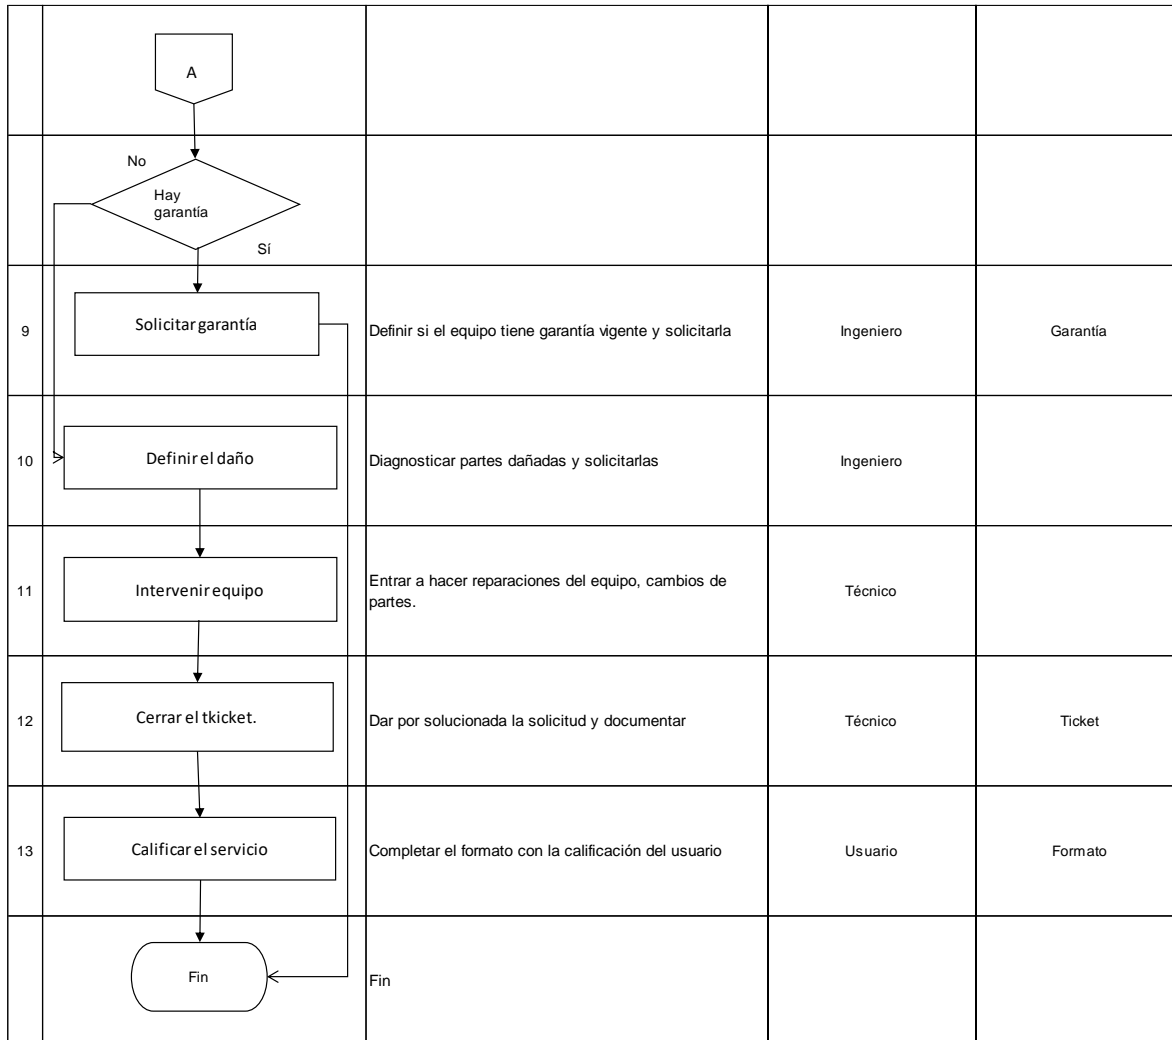 A
No
Hay
garantía
Sí
9
Solicitar garantía
Definir si el equipo tiene garantía vigente y solicitarla
Ingeniero
Garantía
10
Definir el daño
Diagnosticar partes dañadas y solicitarlas
Ingeniero
11
Intervenir equipo
Entrar a hacer reparaciones del equipo, cambios de
partes.
Técnico
12
Cerrar el tkicket.
Dar por solucionada la solicitud y documentar
Técnico
Ticket
13
Calificar el servicio
Completar el formato con la calificación del usuario
Usuario
Formato
Fin
Fin